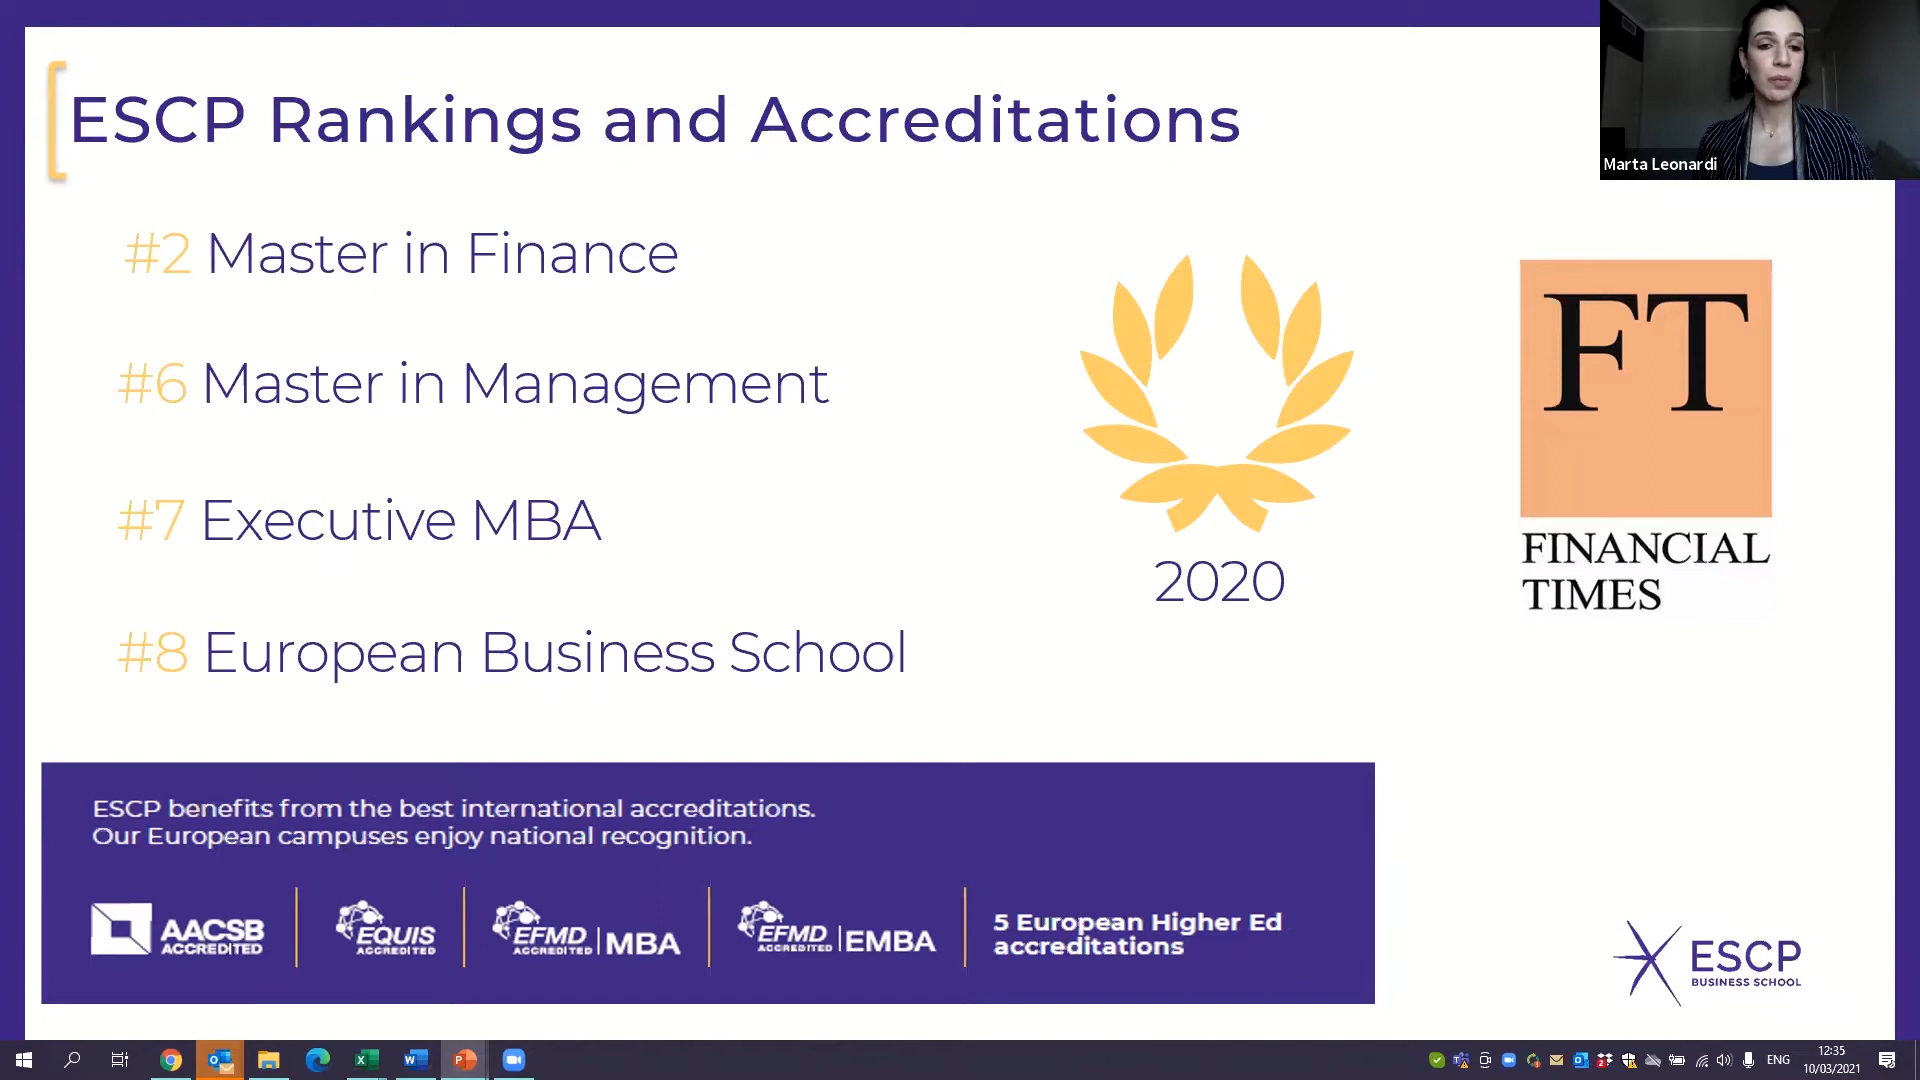 ESCP Rankings and Accreditations
Marta Leonardi
#2 Master in Finance
#6 Master in Management
#7 Executive MBA
#8 European Business School
2020
FT
FINANCIAL
TIMES
ESCP benefits from the best international accreditations.
Our European campuses enjoy national recognition.
AACSB
ACCREDITED
EQUIS
ACCREDITED
EFMD
ACCREDITED
MBA
EFMD
ACCREDITED
EMBA
5 European Higher Ed
accreditations
ESCP
BUSINESS SCHOOL
ENG
12:35
10/03/2021